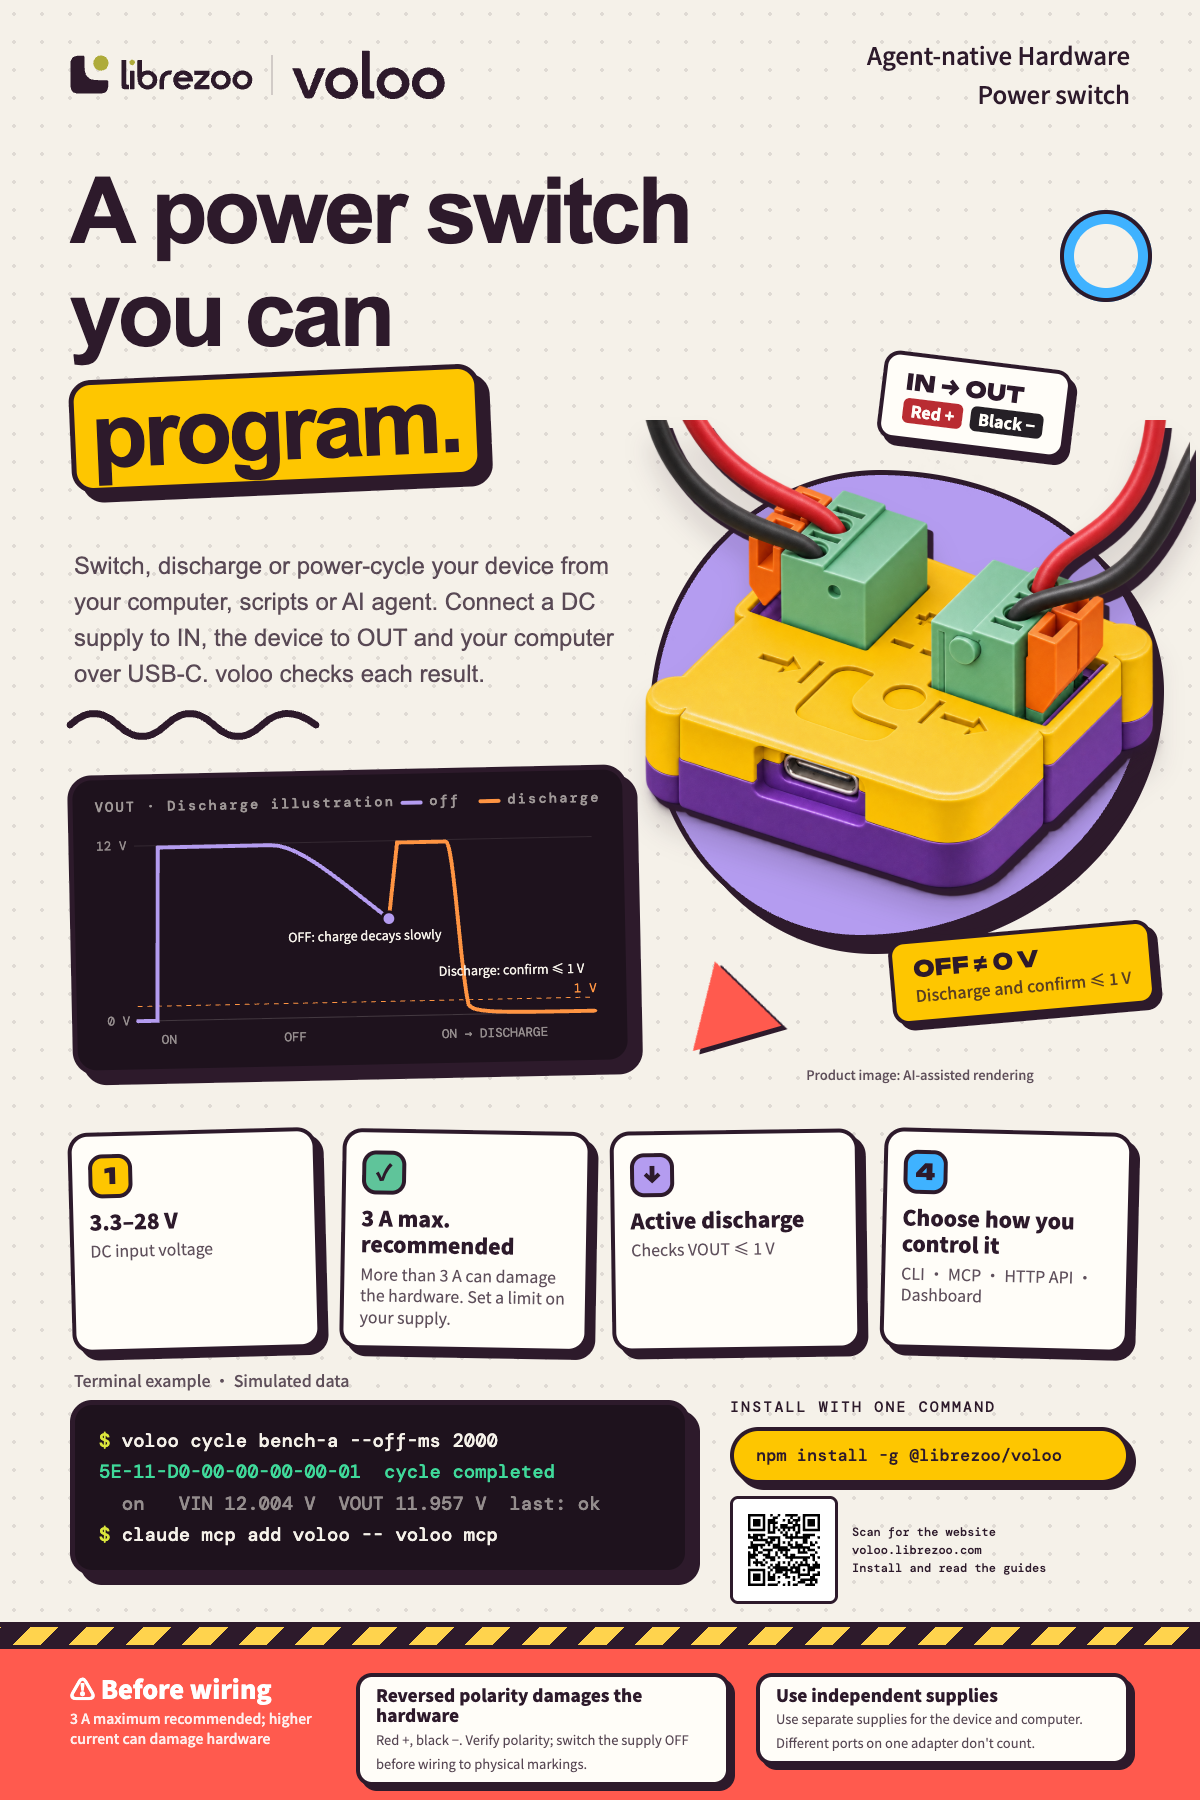 librezoo
voloo
Agent-native Hardware
Power switch
A power switch
you can
program.
IN → OUT
Red + Black −
Switch, discharge or power-cycle your device from
your computer, scripts or AI agent. Connect a DC
supply to IN, the device to OUT and your computer
over USB-C. voloo checks each result.
VOUT · Discharge illustration
off
discharge
12 V
OFF: charge decays slowly
Discharge: confirm ⩽ 1 V
1 V
0 V
ON
OFF
ON → DISCHARGE
OFF ≠ 0 V
Discharge and confirm ⩽ 1 V
Product image: AI-assisted rendering
1
3.3–28 V
DC input voltage
✓
3 A max.
recommended
More than 3 A can damage
the hardware. Set a limit on
your supply.
↓
Active discharge
Checks VOUT ⩽ 1 V
4
Choose how you
control it
CLI • MCP • HTTP API •
Dashboard
Terminal example • Simulated data
$ voloo cycle bench-a --off-ms 2000
5E-11-D0-00-00-00-00-01 cycle completed
on VIN 12.004 V VOUT 11.957 V last: ok
$ claude mcp add voloo -- voloo mcp
INSTALL WITH ONE COMMAND
npm install -g @librezoo/voloo
Scan for the website
voloo.librezoo.com
Install and read the guides
⚠ Before wiring
3 A maximum recommended; higher
current can damage hardware
Reversed polarity damages the
hardware
Red +, black −. Verify polarity; switch the supply OFF
before wiring to physical markings.
Use independent supplies
Use separate supplies for the device and computer.
Different ports on one adapter don't count.